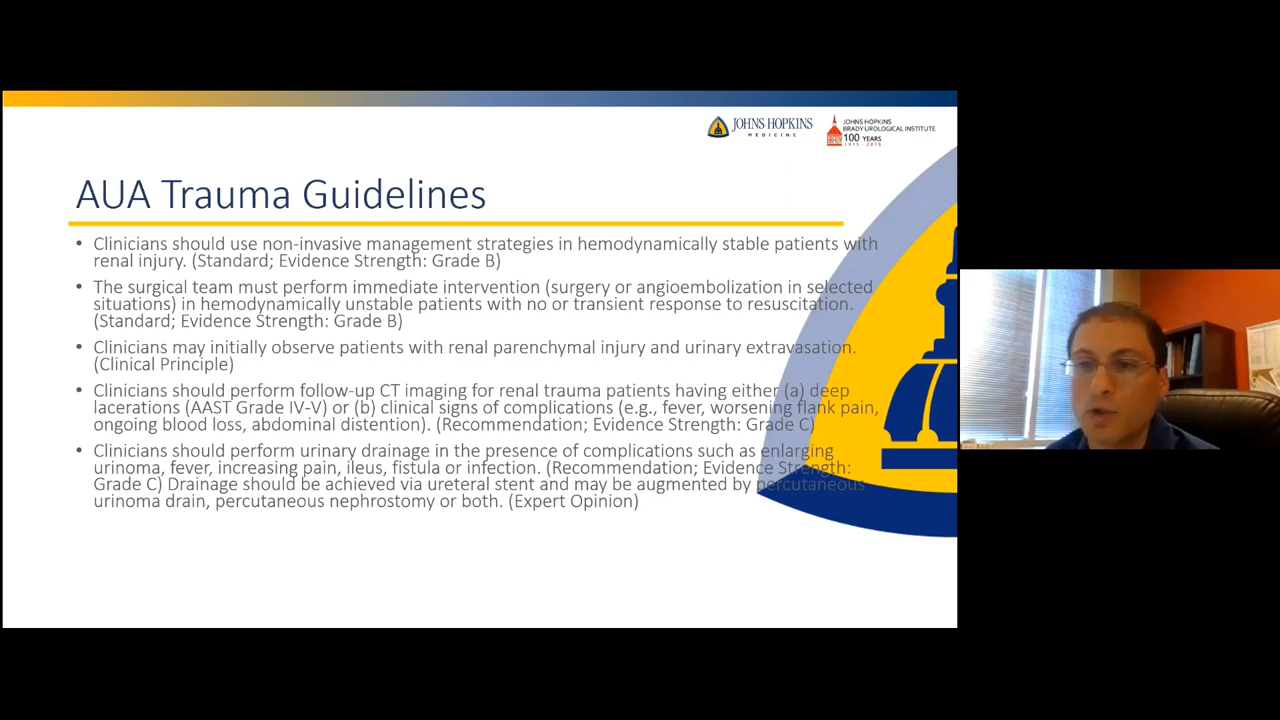 JOHNS HOPKINS
MEDICINE
JOHNS HOPKINS
BRADY UROLOGICAL INSTITUTE
100 YEARS
1915 - 2015
AUA Trauma Guidelines
• Clinicians should use non-invasive management strategies in hemodynamically stable patients with
renal injury. (Standard; Evidence Strength: Grade B)
• The surgical team must perform immediate intervention (surgery or angioembolization in selected
situations) in hemodynamically unstable patients with no or transient response to resuscitation.
(Standard; Evidence Strength: Grade B)
• Clinicians may initially observe patients with renal parenchymal injury and urinary extravasation.
(Clinical Principle)
• Clinicians should perform follow-up CT imaging for renal trauma patients having either (a) deep
lacerations (AAST Grade IV-V) or (b) clinical signs of complications (e.g., fever, worsening flank pain,
ongoing blood loss, abdominal distention). (Recommendation; Evidence Strength: Grade C)
• Clinicians should perform urinary drainage in the presence of complications such as enlarging
urinoma, fever, increasing pain, ileus, fistula or infection. (Recommendation; Evidence Strength:
Grade C) Drainage should be achieved via ureteral stent and may be augmented by percutaneous
urinoma drain, percutaneous nephrostomy or both. (Expert Opinion)